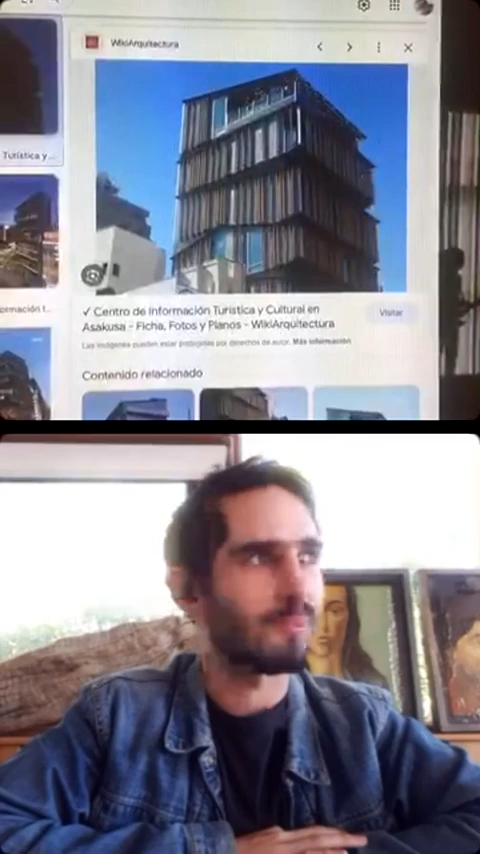 WikiArquitectura
Turística y...
✓ Centro de Información Turística y Cultural en
Asakusa - Ficha, Fotos y Planos - WikiArquitectura
Visitar
ormación t...
Las imágenes pueden estar protegidas por derechos de autor. Más información
Contenido relacionado